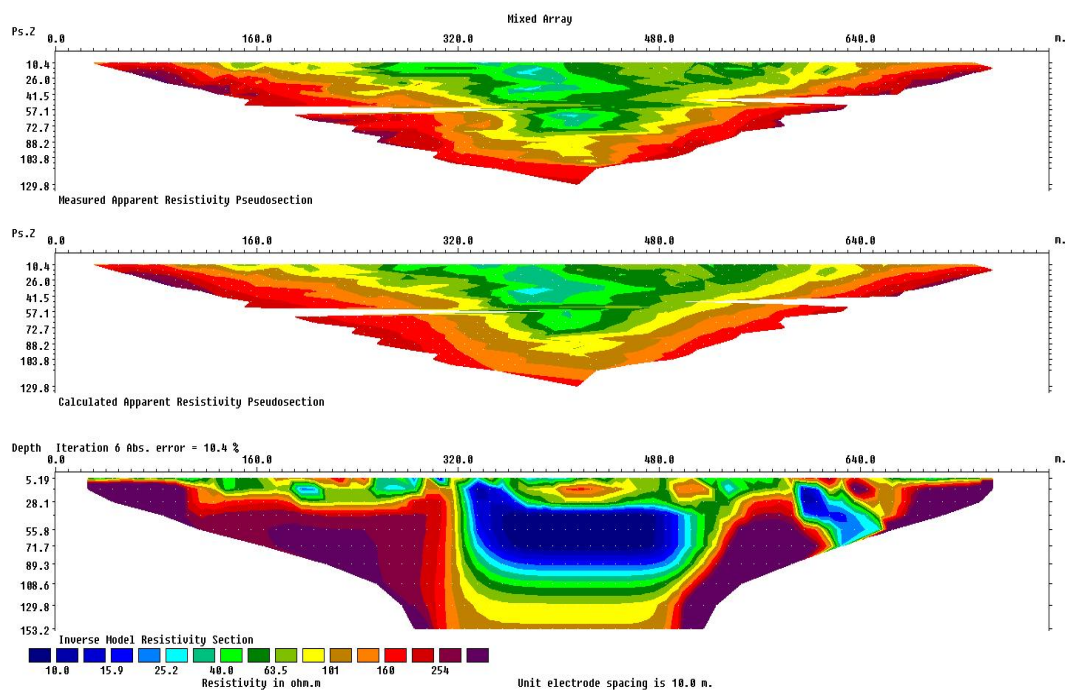 Mixed Array
Ps.Z 0.0 160.0 320.0 480.0 640.0 m.
10.4
26.0
41.5
57.1
72.7
88.2
103.8
129.8
Measured Apparent Resistivity Pseudosection
Ps.Z 0.0 160.0 320.0 480.0 640.0 m.
10.4
26.0
41.5
57.1
72.7
88.2
103.8
129.8
Calculated Apparent Resistivity Pseudosection
Depth Iteration 6 Abs. error = 10.4 %
0.0 160.0 320.0 480.0 640.0 m.
5.19
28.1
55.8
71.7
89.3
108.6
129.8
153.2
Inverse Model Resistivity Section
10.0 15.9 25.2 40.0 63.5 101 160 254
Resistivity in ohm.m Unit electrode spacing is 10.0 m.